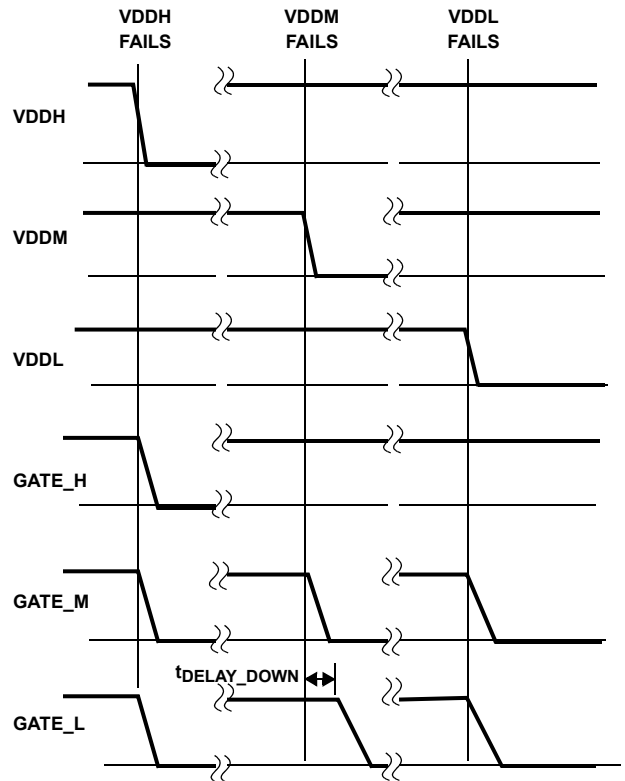 VDDH VDDM VDDL
FAILS FAILS FAILS
VDDH
VDDM
VDDL
GATE_H
GATE_M
tDELAY_DOWN
GATE_L